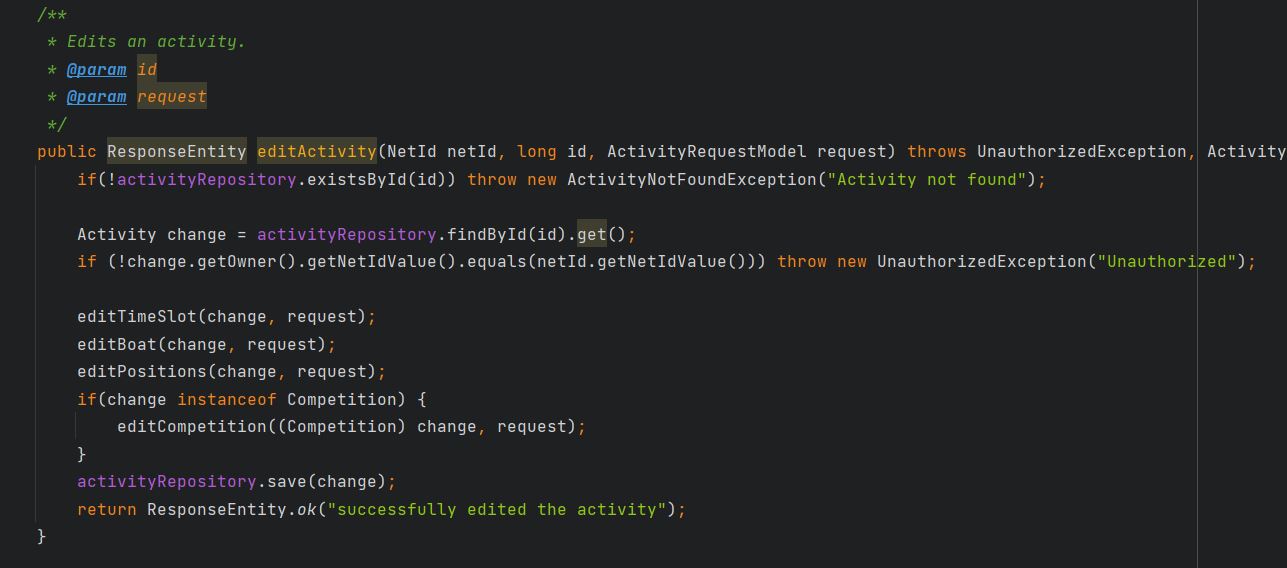 /**
 * Edits an activity.
 * @param id
 * @param request
 */
public ResponseEntity editActivity(NetId netId, long id, ActivityRequestModel request) throws UnauthorizedException, Activity
    if(!activityRepository.existsById(id)) throw new ActivityNotFoundException("Activity not found");
    Activity change = activityRepository.findById(id).get();
    if (!change.getOwner().getNetIdValue().equals(netId.getNetIdValue())) throw new UnauthorizedException("Unauthorized");
    editTimeSlot(change, request);
    editBoat(change, request);
    editPositions(change, request);
    if(change instanceof Competition) {
        editCompetition((Competition) change, request);
    }
    activityRepository.save(change);
    return ResponseEntity.ok("successfully edited the activity");
}